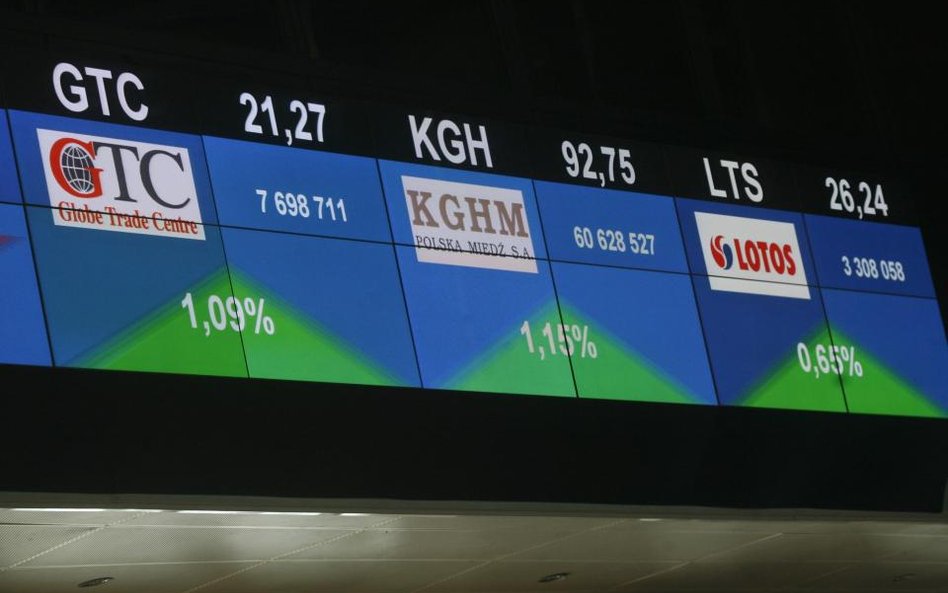 GTC 21,27
GTC
Globe Trade Centre
7 698 711
1,09%
KGH 92,75
KGHM
POLSKA MIEDŹ S.A.
60 628 527
1,15%
LTS 26,24
LOTOS
3 308 058
0,65%